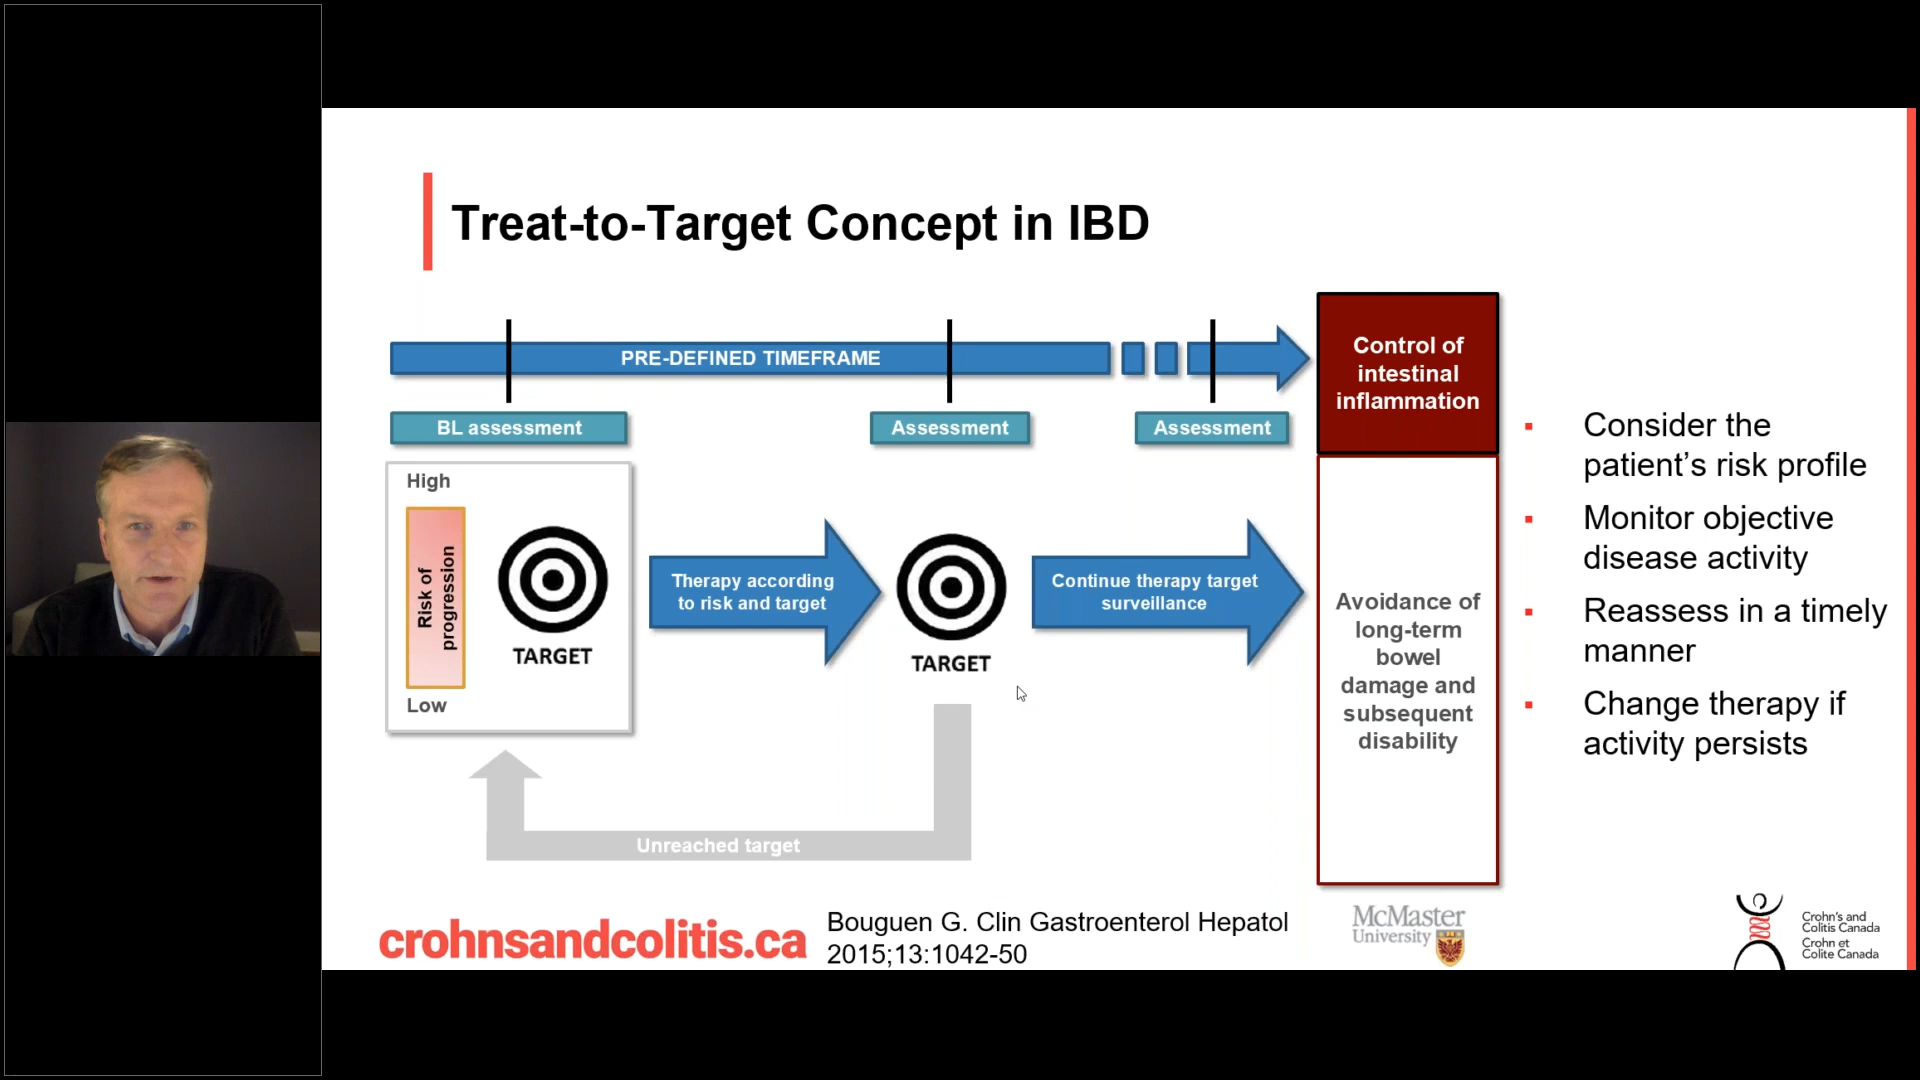 Treat-to-Target Concept in IBD
PRE-DEFINED TIMEFRAME
BL assessment
Assessment
Assessment
High
Risk of
progression
Low
TARGET
Therapy according
to risk and target
TARGET
Continue therapy target
surveillance
Unreached target
Control of
intestinal
inflammation
Avoidance of
long-term
bowel
damage and
subsequent
disability
Consider the
patient’s risk profile
Monitor objective
disease activity
Reassess in a timely
manner
Change therapy if
activity persists
crohnsandcolitis.ca
Bouguen G. Clin Gastroenterol Hepatol
2015;13:1042-50
McMaster
University
Crohn's and
Colitis Canada
Crohn et
Colite Canada